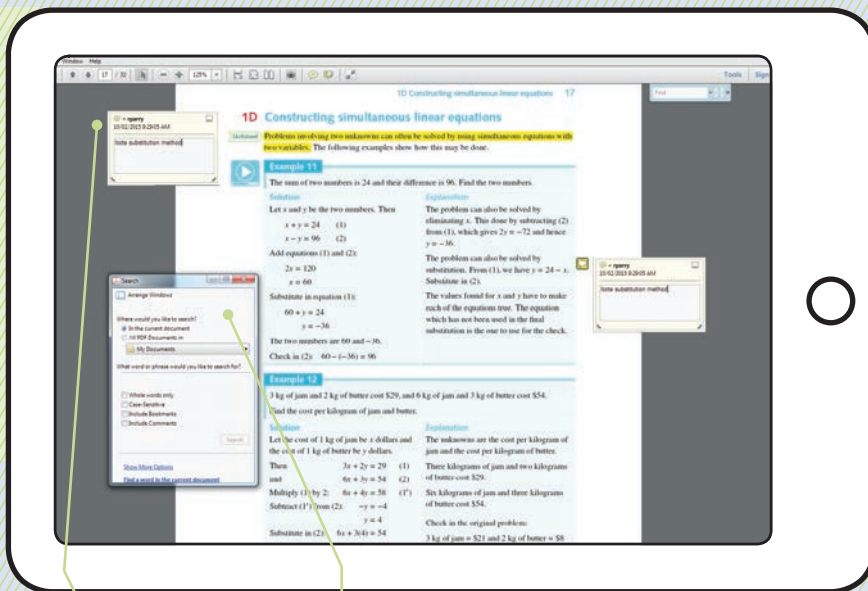 Window Help
17 / 32
125%
Tools
Sign
Find
1D Constructing simultaneous linear equations 17
rparry
10/02/2015 9:29:05 AM
Note substitution method
1D Constructing simultaneous linear equations
Worksheet
Problems involving two unknowns can often be solved by using simultaneous equations with
two variables. The following examples show how this may be done.
Example 11
The sum of two numbers is 24 and their difference is 96. Find the two numbers.
Solution
Let x and y be the two numbers. Then
x + y = 24 (1)
x − y = 96 (2)
Add equations (1) and (2):
2x = 120
x = 60
Substitute in equation (1):
60 + y = 24
y = −36
The two numbers are 60 and −36.
Check in (2): 60 − (−36) = 96
Explanation
The problem can also be solved by
eliminating x. This done by subtracting (2)
from (1), which gives 2y = −72 and hence
y = −36.
The problem can also be solved by
substitution. From (1), we have y = 24 − x.
Substitute in (2).
The values found for x and y have to make
each of the equations true. The equation
which has not been used in the final
substitution is the one to use for the check.
rparry
10/02/2015 9:29:05 AM
Note substitution method
Search
Arrange Windows
Where would you like to search?
In the current document
All PDF Documents in
My Documents
What word or phrase would you like to search for?
Whole words only
Case-Sensitive
Include Bookmarks
Include Comments
Search
Show More Options
Find a word in the current document
Example 12
3 kg of jam and 2 kg of butter cost $29, and 6 kg of jam and 3 kg of butter cost $54.
Find the cost per kilogram of jam and butter.
Solution
Let the cost of 1 kg of jam be x dollars and
the cost of 1 kg of butter be y dollars.
Then 3x + 2y = 29 (1)
and 6x + 3y = 54 (2)
Multiply (1) by 2: 6x + 4y = 58 (1′)
Subtract (1′) from (2): −y = −4
y = 4
Substitute in (2): 6x + 3(4) = 54
Explanation
The unknowns are the cost per kilogram of
jam and the cost per kilogram of butter.
Three kilograms of jam and two kilograms
of butter cost $29.
Six kilograms of jam and three kilograms
of butter cost $54.
Check in the original problem:
3 kg of jam = $21 and 2 kg of butter = $8